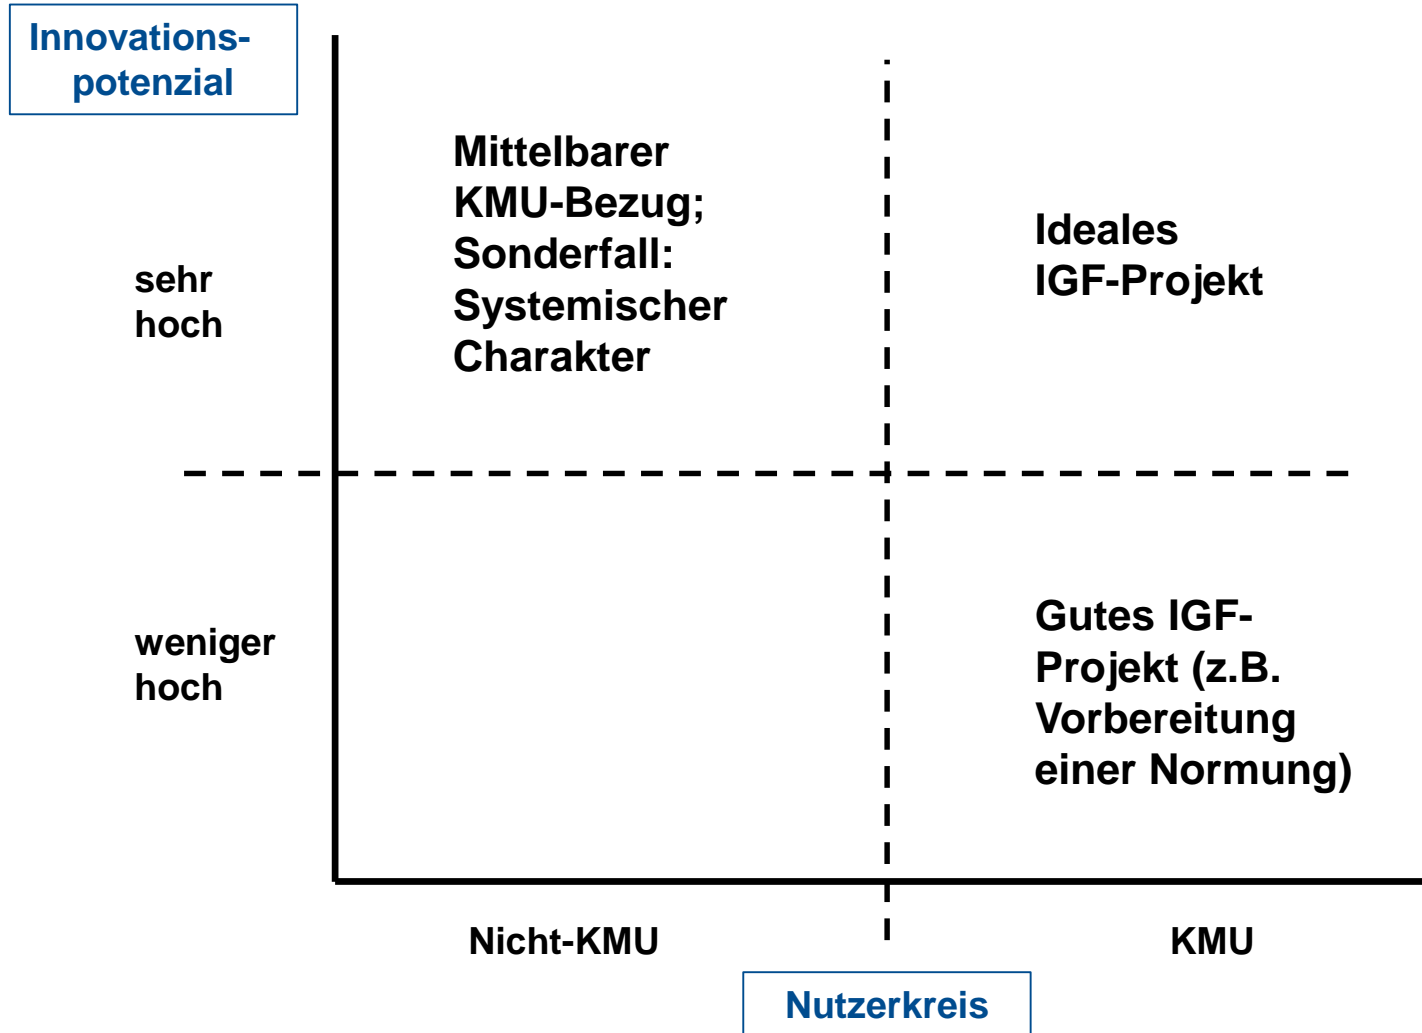 Innovations-
potenzial
Mittelbarer
KMU-Bezug;
Sonderfall:
Systemischer
Charakter
Ideales
IGF-Projekt
sehr
hoch
weniger
hoch
Gutes IGF-
Projekt (z.B.
Vorbereitung
einer Normung)
Nicht-KMU
KMU
Nutzerkreis